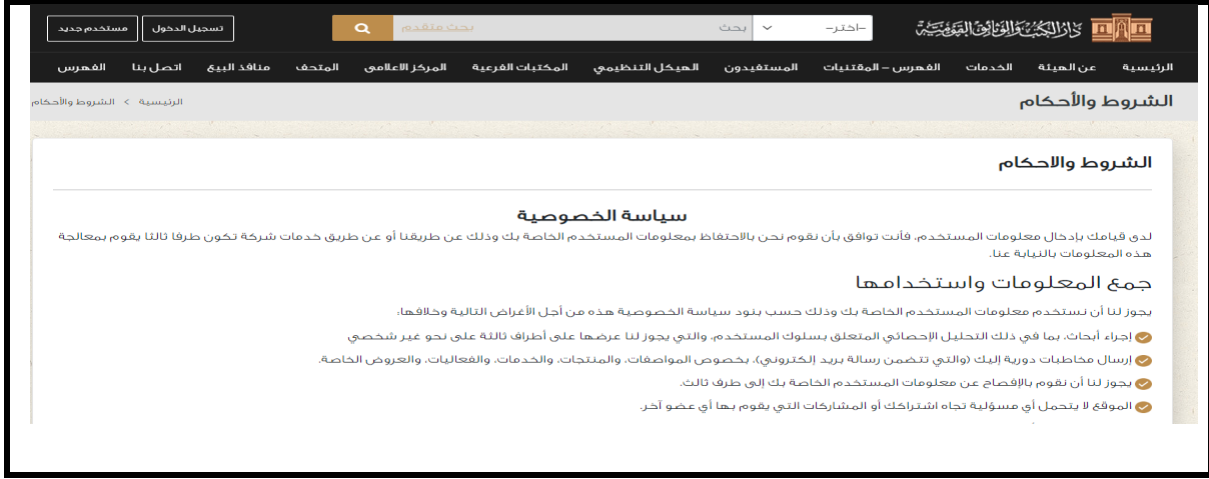 دار الكتب والوثائق القومية
-اختر-
بحث
بحث متقدم
تسجيل الدخول
مستخدم جديد
الرئيسية عن الهيئة الخدمات الفهرس – المقتنيات المستفيدون الهيكل التنظيمي المكتبات الفرعية المركز الاعلامى المتحف منافذ البيع اتصل بنا الفهرس
الشروط والأحكام
الرئيسية > الشروط والأحكام
الشروط والاحكام
سياسة الخصوصية
لدى قيامك بإدخال معلومات المستخدم، فأنت توافق بأن نقوم نحن بالاحتفاظ بمعلومات المستخدم الخاصة بك وذلك عن طريقنا أو عن طريق خدمات شركة تكون طرفا ثالثا يقوم بمعالجة
هذه المعلومات بالنيابة عنا.
جمع المعلومات واستخدامها
يجوز لنا أن نستخدم معلومات المستخدم الخاصة بك وذلك حسب بنود سياسة الخصوصية هذه من أجل الأغراض التالية وخلافها:
إجراء أبحاث، بما في ذلك التحليل الإحصائي المتعلق بسلوك المستخدم، والتي يجوز لنا عرضها على أطراف ثالثة على نحو غير شخصي
إرسال مخاطبات دورية إليك (والتي تتضمن رسالة بريد إلكتروني)، بخصوص المواصفات، والمنتجات، والخدمات، والفعاليات، والعروض الخاصة.
يجوز لنا أن نقوم بالإفصاح عن معلومات المستخدم الخاصة بك إلى طرف ثالث.
الموقع لا يتحمل أي مسؤلية تجاه اشتراكك أو المشاركات التي يقوم بها أي عضو آخر.